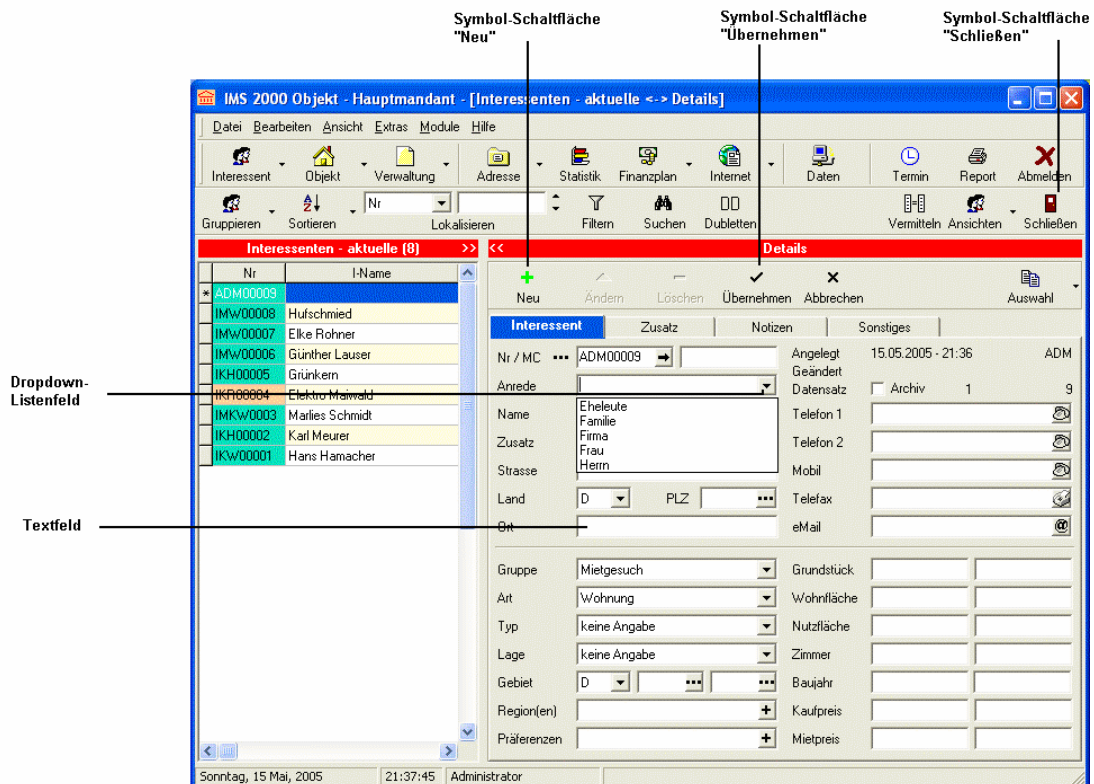 Symbol-Schaltfläche "Neu"
Symbol-Schaltfläche "Übernehmen"
Symbol-Schaltfläche "Schließen"
IMS 2000 Objekt - Hauptmandant - [Interessenten - aktuelle <-> Details]
Datei Bearbeiten Ansicht Extras Module Hilfe
Interessent Objekt Verwaltung Adresse Statistik Finanzplan Internet Daten Termin Report Abmelden
Nr
Gruppieren Sortieren Lokalisieren Filtern Suchen Dubletten Vermitteln Ansichten Schließen
Interessenten - aktuelle (8) >> << Details
Nr I-Name
* ADM00009
IMW00008 Hufschmied
IMW00007 Elke Rohner
IMW00006 Günther Lauser
IKH00005 Grünkern
IKR00004 Elektro Maiwald
IMKW0003 Marlies Schmidt
IKH00002 Karl Meurer
IKW00001 Hans Hamacher
Neu Ändern Löschen Übernehmen Abbrechen Auswahl
Interessent Zusatz Notizen Sonstiges
Nr / MC ADM00009 Angelegt 15.05.2005 - 21:36 ADM
Geändert
Anrede Datensatz Archiv 1 9
Eheleute
Familie
Firma
Frau
Herrn
Name Telefon 1
Zusatz Telefon 2
Strasse Mobil
Land D PLZ Telefax
Ort eMail
Dropdown-Listenfeld
Textfeld
Gruppe Mietgesuch Grundstück
Art Wohnung Wohnfläche
Typ keine Angabe Nutzfläche
Lage keine Angabe Zimmer
Gebiet D Baujahr
Region(en) Kaufpreis
Präferenzen Mietpreis
Sonntag, 15 Mai, 2005 21:37:45 Administrator